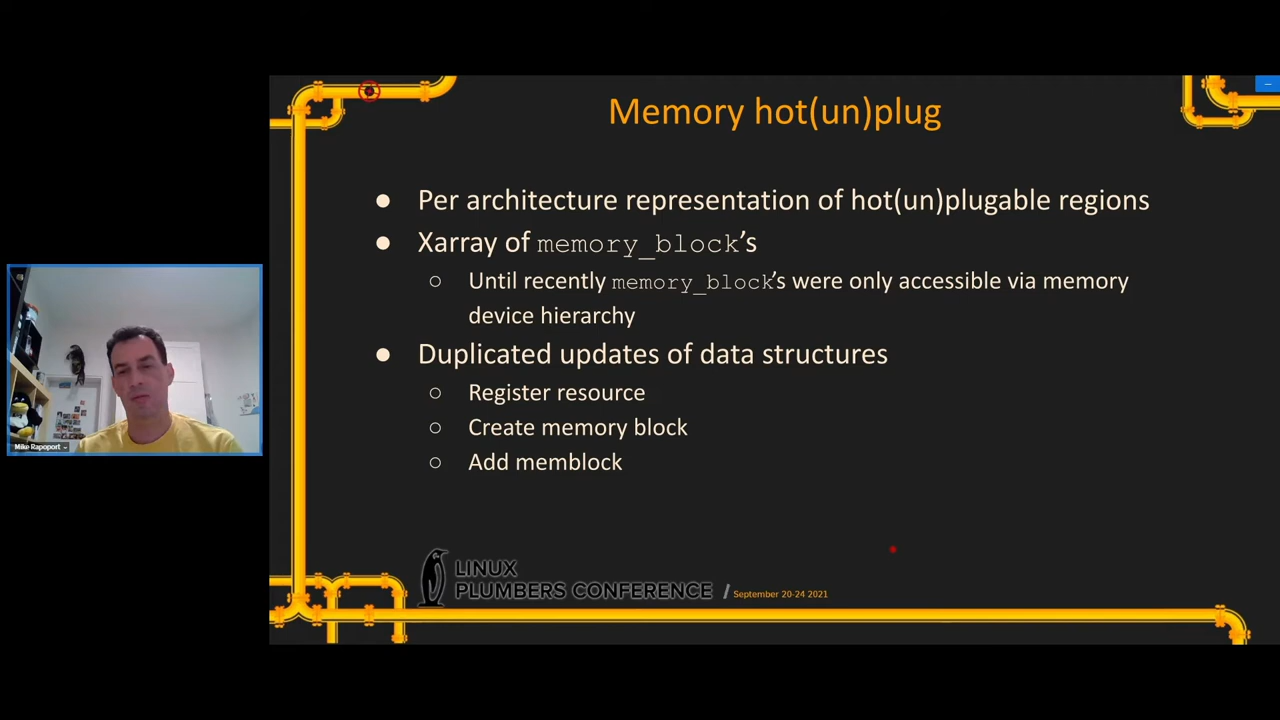 Memory hot(un)plug
● Per architecture representation of hot(un)plugable regions
● Xarray of memory_block's
○ Until recently memory_block's were only accessible via memory
device hierarchy
● Duplicated updates of data structures
○ Register resource
○ Create memory block
○ Add memblock
Mike Rapoport
LINUX
PLUMBERS CONFERENCE / September 20-24 2021